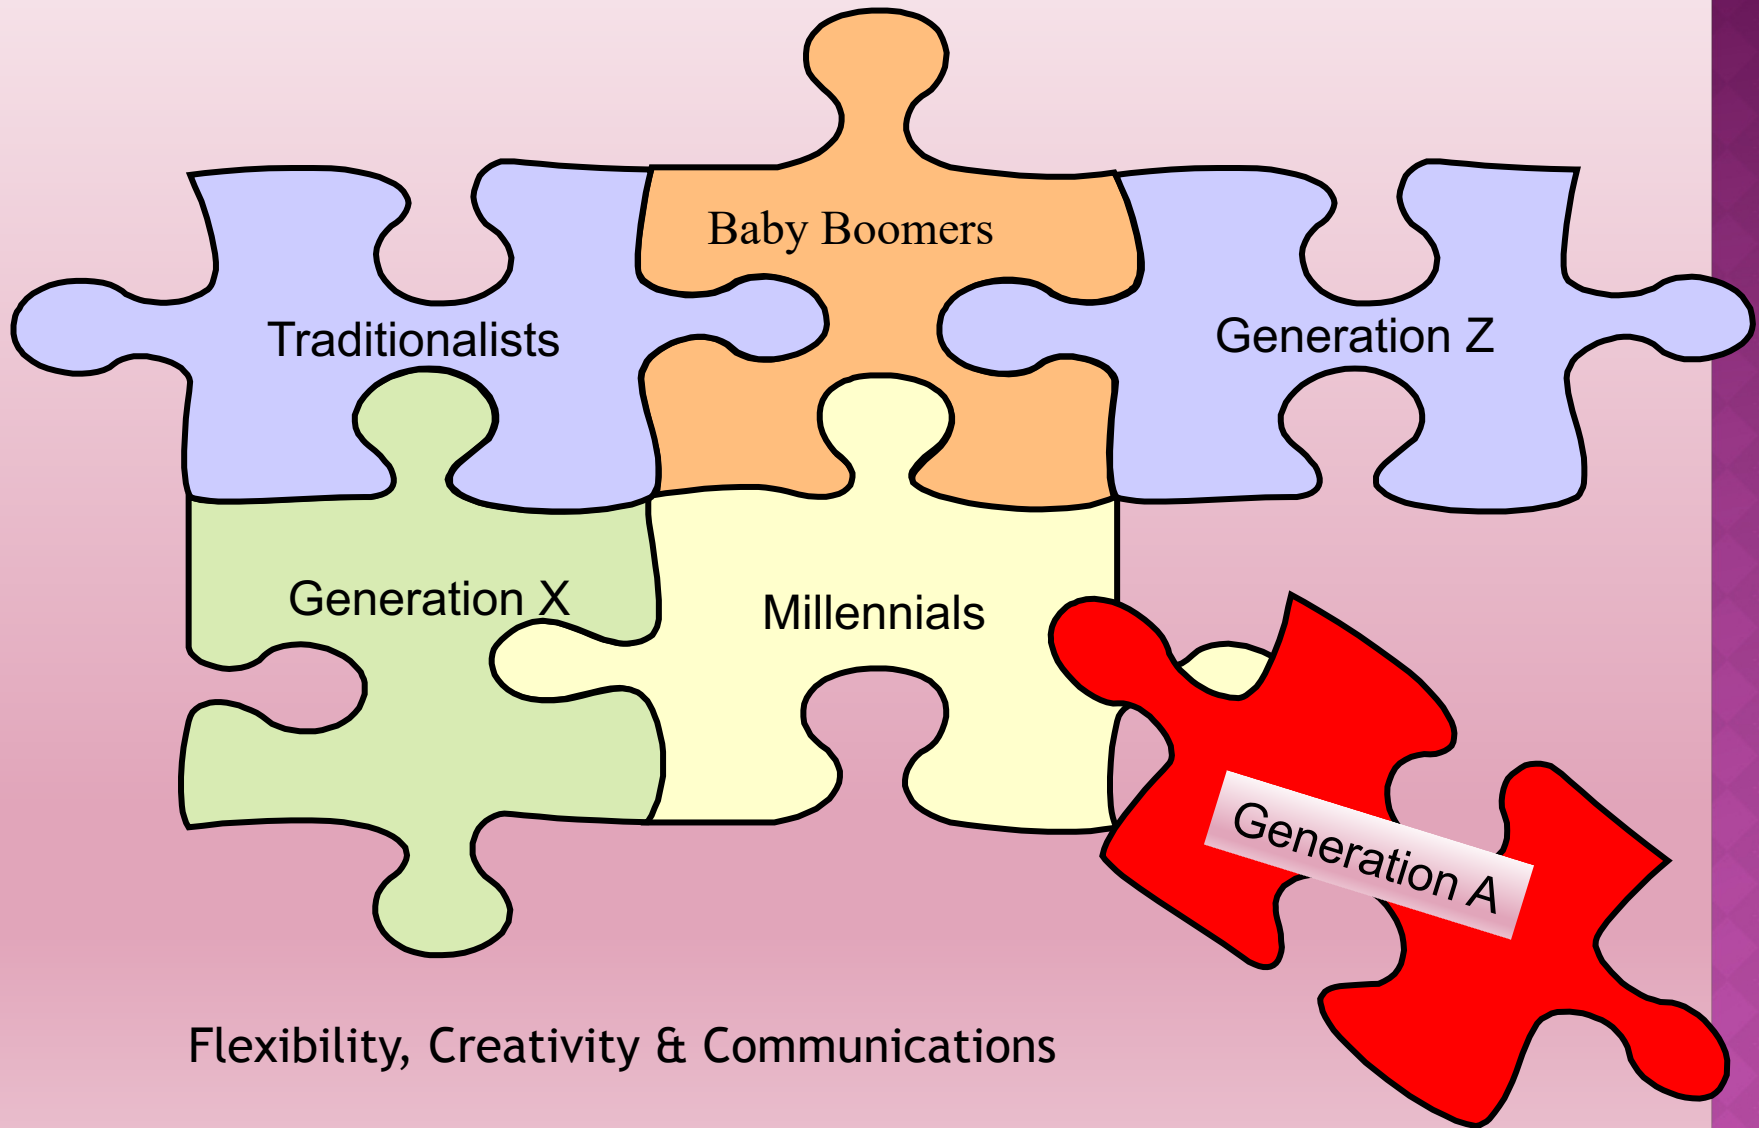 Baby Boomers
Traditionalists
Generation Z
Generation X
Millennials
Generation A
Flexibility, Creativity & Communications